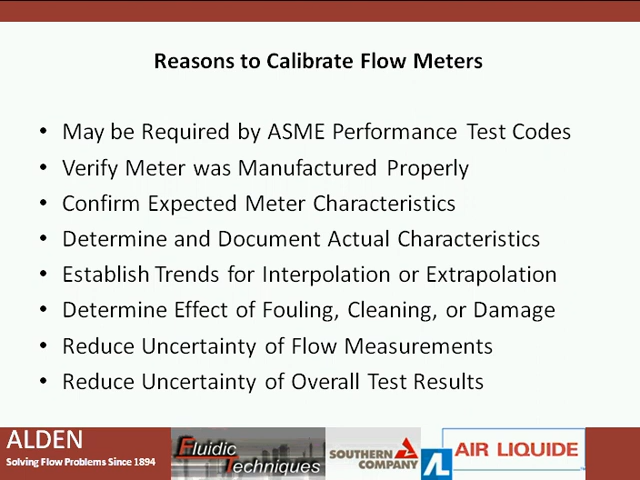 Reasons to Calibrate Flow Meters
• May be Required by ASME Performance Test Codes
• Verify Meter was Manufactured Properly
• Confirm Expected Meter Characteristics
• Determine and Document Actual Characteristics
• Establish Trends for Interpolation or Extrapolation
• Determine Effect of Fouling, Cleaning, or Damage
• Reduce Uncertainty of Flow Measurements
• Reduce Uncertainty of Overall Test Results
ALDEN
Solving Flow Problems Since 1894
Fluidic
Techniques
SOUTHERN
COMPANY
AL
AIR LIQUIDE